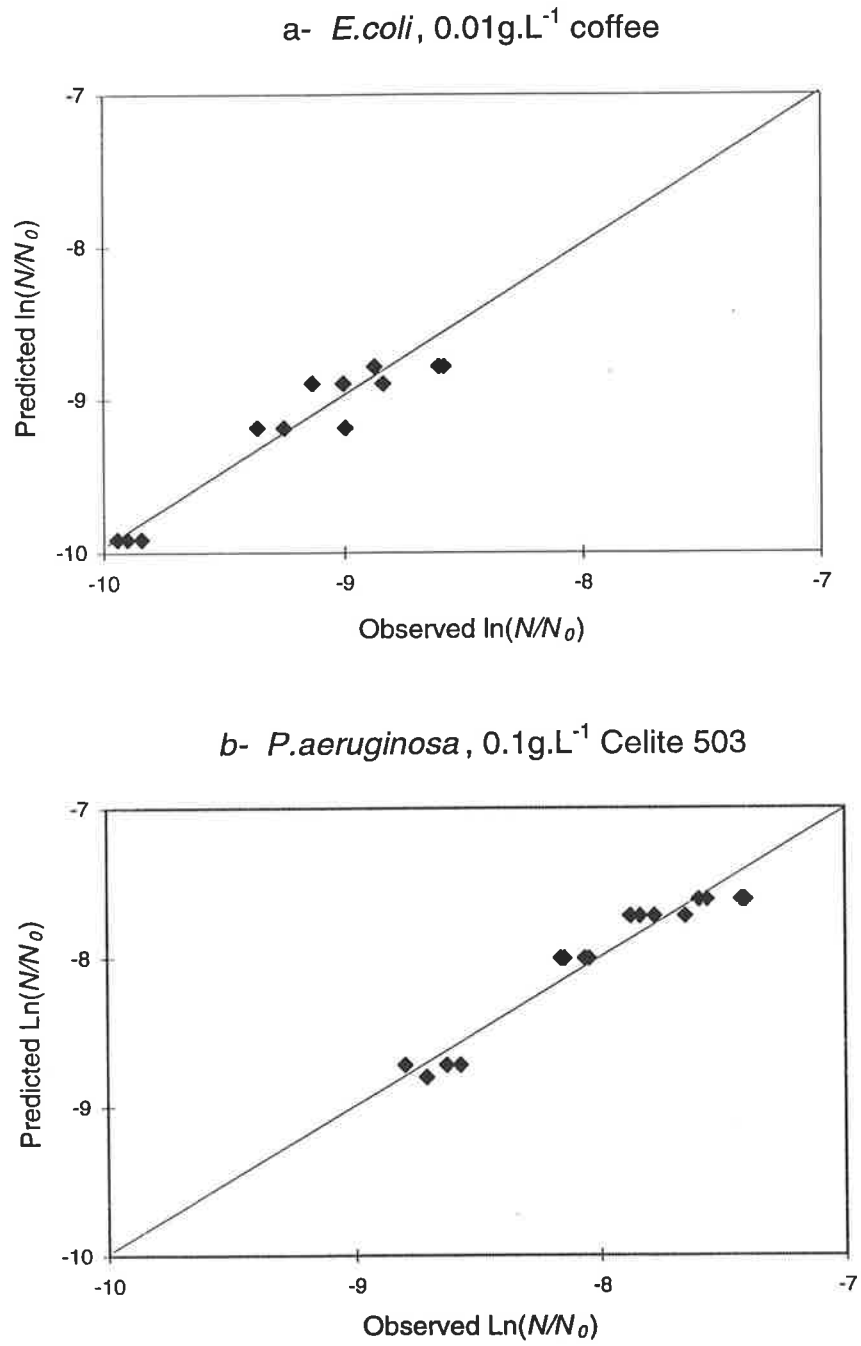 a- E.coli, 0.01g.L-1 coffee
-7
-8
-9
-10
Predicted ln(N/N0)
-10 -9 -8 -7
Observed ln(N/N0)
b- P.aeruginosa, 0.1g.L-1 Celite 503
-7
-8
-9
-10
Predicted Ln(N/N0)
-10 -9 -8 -7
Observed Ln(N/N0)